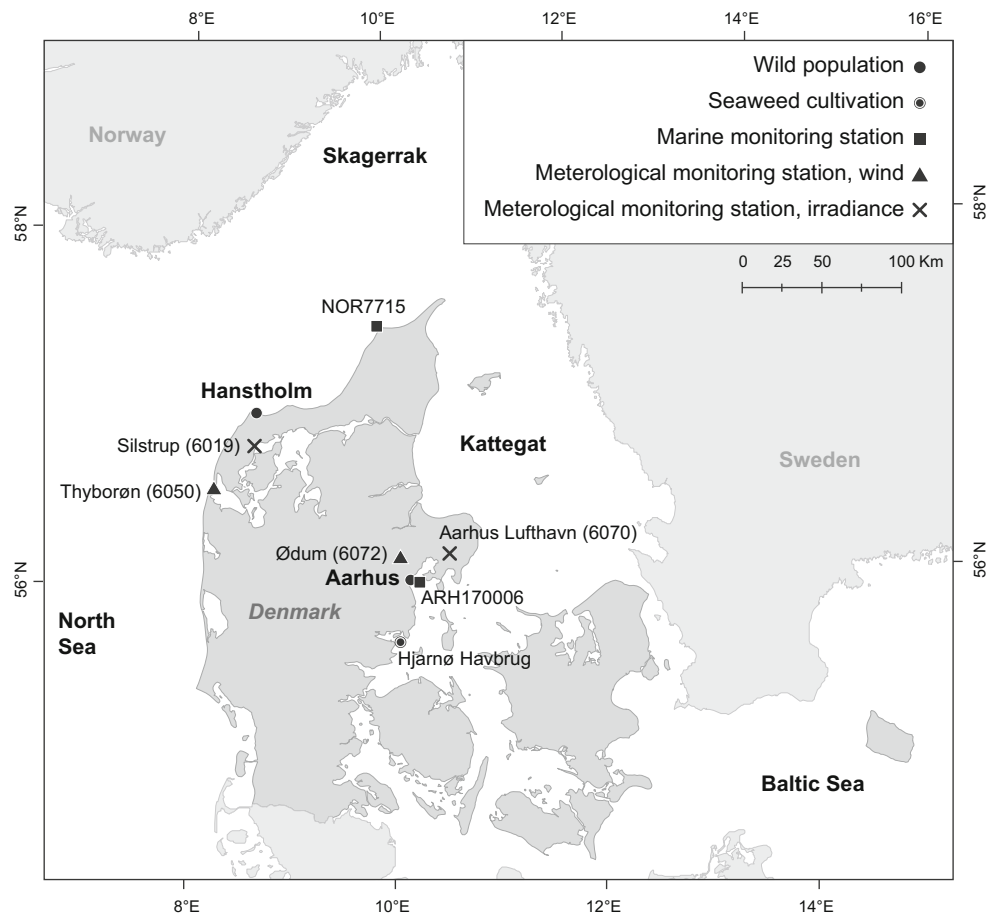 8°E 10°E 12°E 14°E 16°E
Wild population
Seaweed cultivation
Marine monitoring station
Meterological monitoring station, wind
Meterological monitoring station, irradiance
Norway
Skagerrak
58°N
58°N
0 25 50 100 Km
NOR7715
Hanstholm
Silstrup (6019)
Kattegat
Sweden
Thyborøn (6050)
Aarhus Lufthavn (6070)
Ødum (6072)
Aarhus
56°N
56°N
ARH170006
Denmark
North
Sea
Hjarnø Havbrug
Baltic Sea
8°E 10°E 12°E 14°E